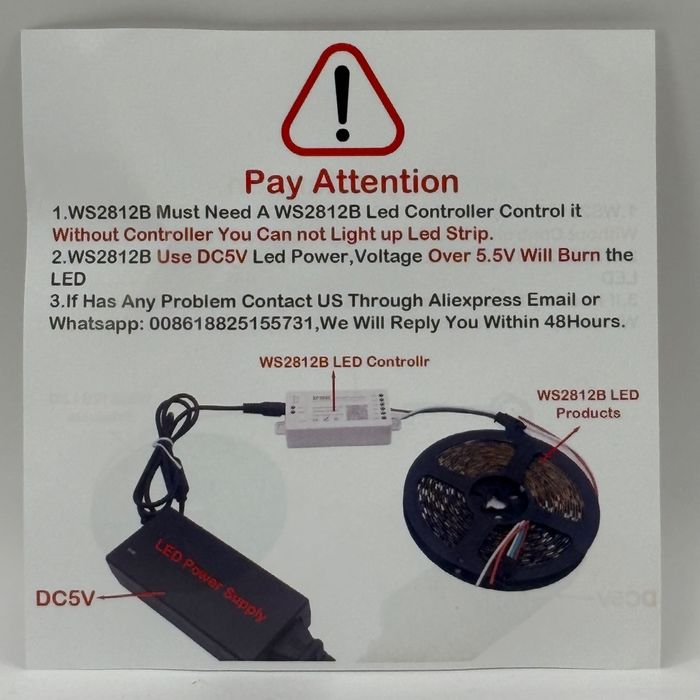 Pay Attention
1.WS2812B Must Need A WS2812B Led Controller Control it
Without Controller You Can not Light up Led Strip.
2.WS2812B Use DC5V Led Power,Voltage Over 5.5V Will Burn the
LED
3.If Has Any Problem Contact US Through Aliexpress Email or
Whatsapp: 008618825155731,We Will Reply You Within 48Hours.
WS2812B LED Controllr
WS2812B LED
Products
LED Power Supply
DC5V